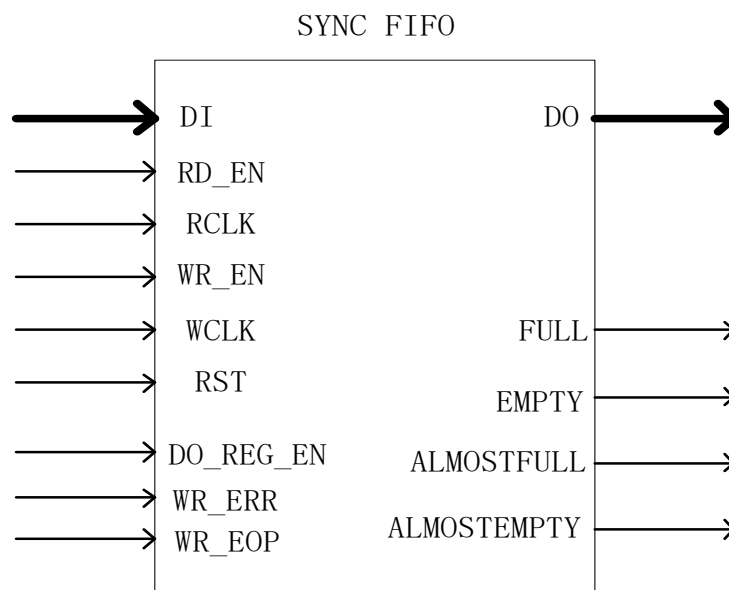 SYNC FIFO
DI DO
RD_EN
RCLK
WR_EN
WCLK FULL
RST
EMPTY
DO_REG_EN ALMOSTFULL
WR_ERR
ALMOSTEMPTY
WR_EOP